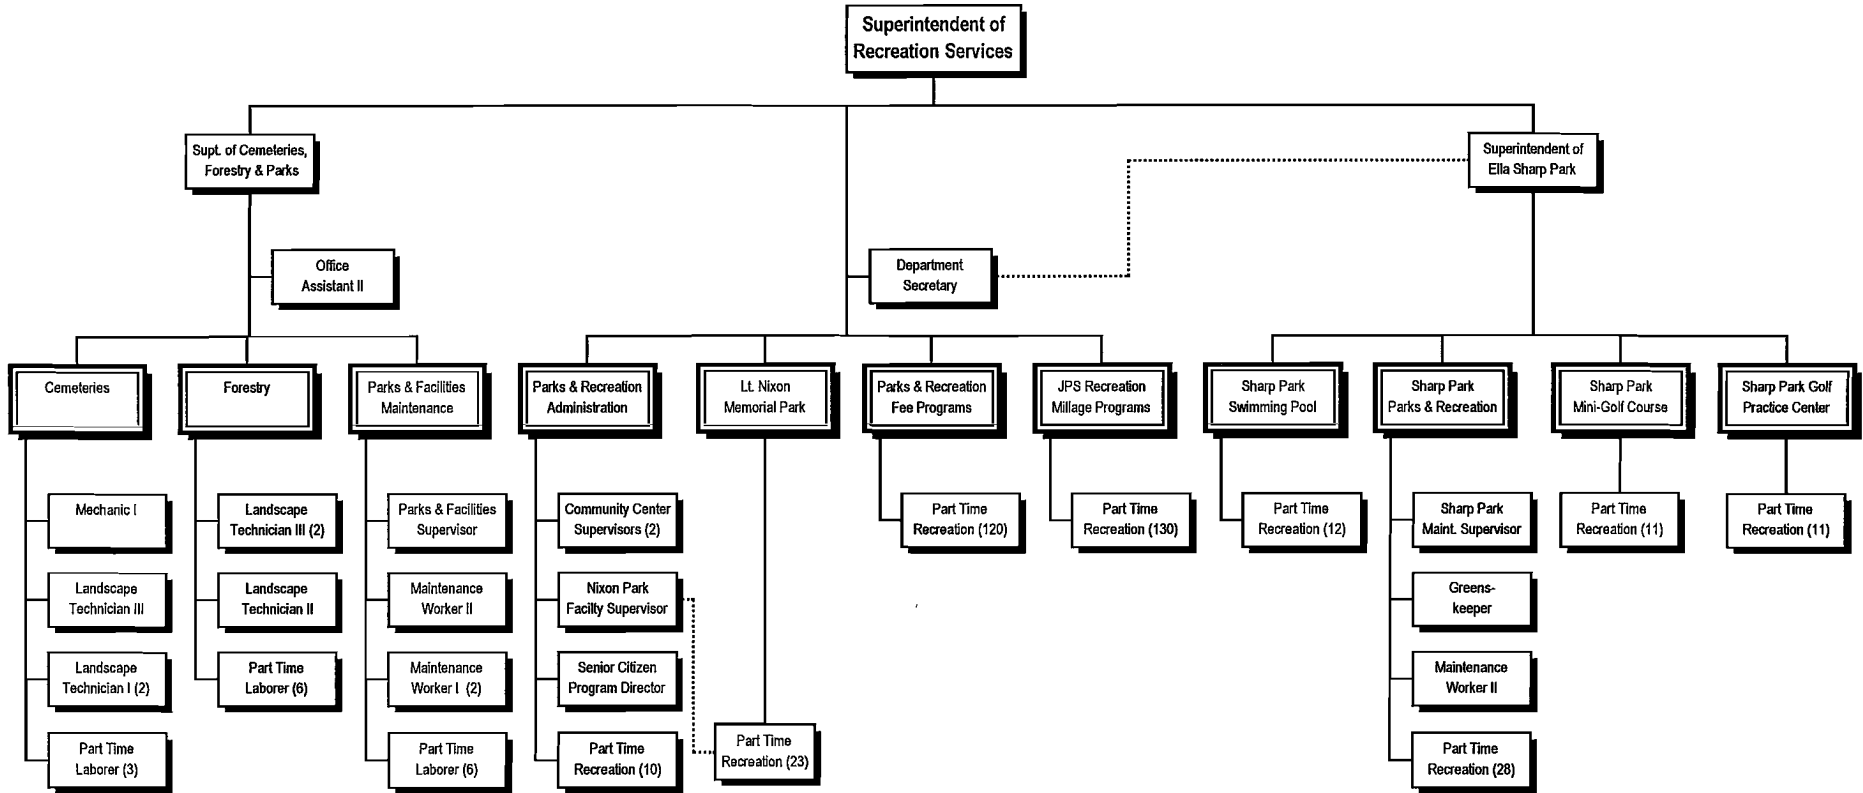 Superintendent of
Recreation Services
Supt. of Cemeteries,
Forestry & Parks
Superintendent of
Ella Sharp Park
Office
Assistant II
Department
Secretary
Cemeteries
Forestry
Parks & Facilities
Maintenance
Parks & Recreation
Administration
Lt. Nixon
Memorial Park
Parks & Recreation
Fee Programs
JPS Recreation
Millage Programs
Sharp Park
Swimming Pool
Sharp Park
Parks & Recreation
Sharp Park
Mini-Golf Course
Sharp Park Golf
Practice Center
Mechanic I
Landscape
Technician III
Landscape
Technician I (2)
Part Time
Laborer (3)
Landscape
Technician III (2)
Landscape
Technician II
Part Time
Laborer (6)
Parks & Facilities
Supervisor
Maintenance
Worker II
Maintenance
Worker I (2)
Part Time
Laborer (6)
Community Center
Supervisors (2)
Nixon Park
Facilty Supervisor
Senior Citizen
Program Director
Part Time
Recreation (10)
Part Time
Recreation (23)
Part Time
Recreation (120)
Part Time
Recreation (130)
Part Time
Recreation (12)
Sharp Park
Maint. Supervisor
Greens-
keeper
Maintenance
Worker II
Part Time
Recreation (28)
Part Time
Recreation (11)
Part Time
Recreation (11)